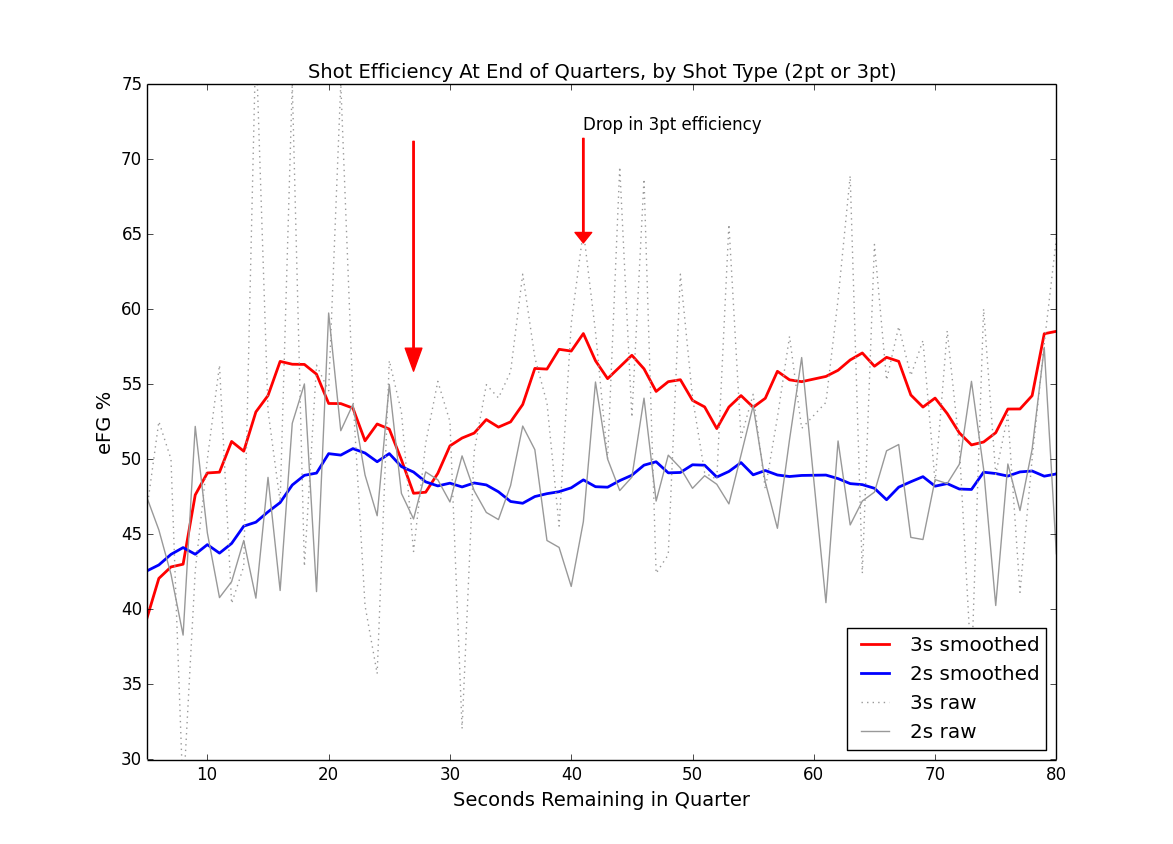 Shot Efficiency At End of Quarters, by Shot Type (2pt or 3pt)
75
70
65
60
55
50
45
40
35
30
eFG %
Drop in 3pt efficiency
3s smoothed
2s smoothed
3s raw
2s raw
10 20 30 40 50 60 70 80
Seconds Remaining in Quarter